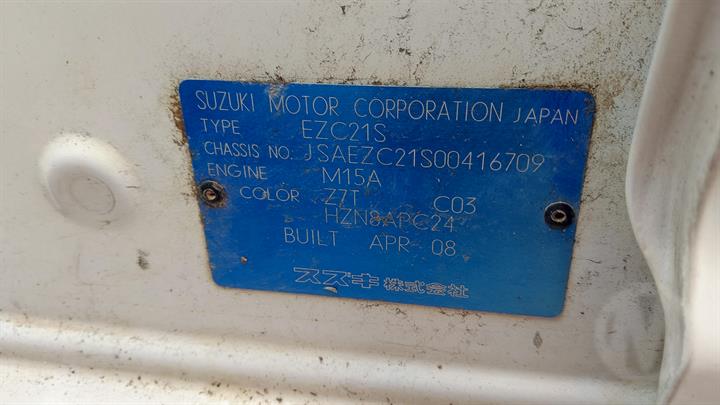 SUZUKI MOTOR CORPORATION JAPAN
TYPE EZC21S
CHASSIS NO. JSAEZC21S00416709
ENGINE M15A
COLOR Z7T C03
HZN8APC24
BUILT APR 08
スズキ株式会社